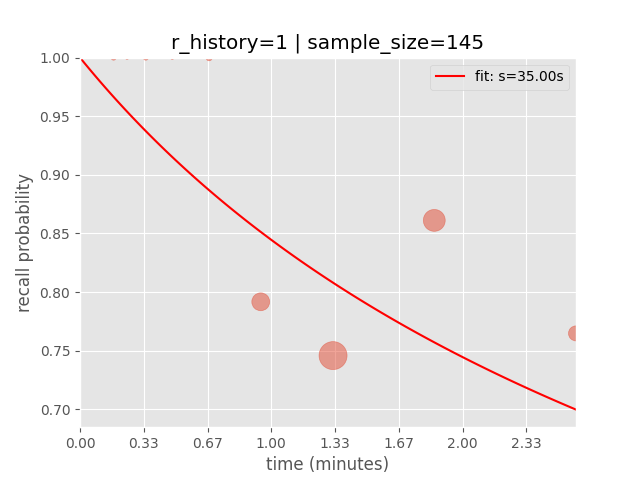 r_history=1 | sample_size=145
fit: s=35.00s
1.00
0.95
0.90
0.85
0.80
0.75
0.70
recall probability
0.00 0.33 0.67 1.00 1.33 1.67 2.00 2.33
time (minutes)